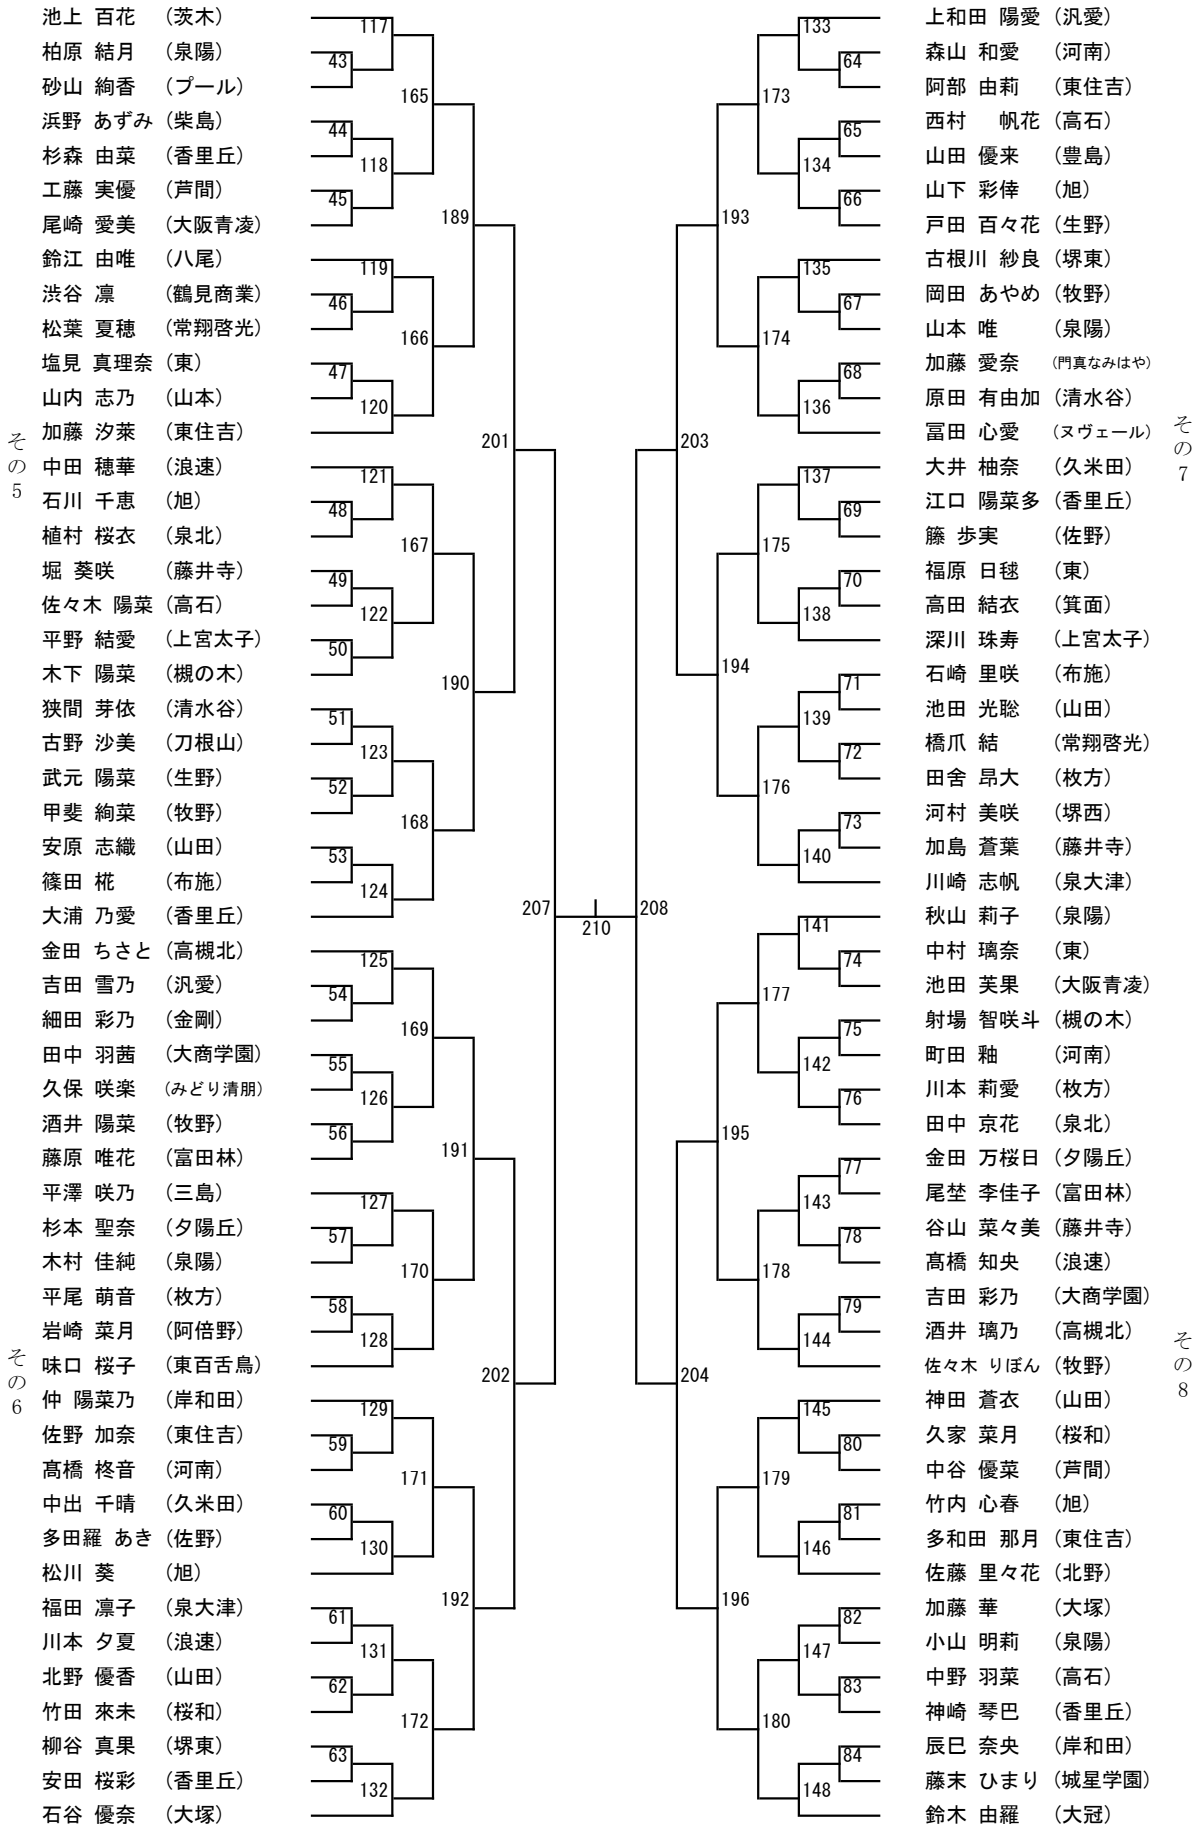 池上 百花 （茨木）
柏原 結月 （泉陽）
砂山 絢香 （プール）
浜野 あずみ （柴島）
杉森 由菜 （香里丘）
工藤 実優 （芦間）
尾崎 愛美 （大阪青凌）
鈴江 由唯 （八尾）
渋谷 凛 （鶴見商業）
松葉 夏穂 （常翔啓光）
塩見 真理奈 （東）
山内 志乃 （山本）
加藤 汐萊 （東住吉）
中田 穂華 （浪速）
石川 千恵 （旭）
植村 桜衣 （泉北）
堀 葵咲 （藤井寺）
佐々木 陽菜 （高石）
平野 結愛 （上宮太子）
木下 陽菜 （槻の木）
狭間 芽依 （清水谷）
古野 沙美 （刀根山）
武元 陽菜 （生野）
甲斐 絢菜 （牧野）
安原 志織 （山田）
篠田 椛 （布施）
大浦 乃愛 （香里丘）
金田 ちさと （高槻北）
吉田 雪乃 （汎愛）
細田 彩乃 （金剛）
田中 羽茜 （大商学園）
久保 咲楽 （みどり清朋）
酒井 陽菜 （牧野）
藤原 唯花 （富田林）
平澤 咲乃 （三島）
杉本 聖奈 （夕陽丘）
木村 佳純 （泉陽）
平尾 萌音 （枚方）
岩崎 菜月 （阿倍野）
味口 桜子 （東百舌鳥）
仲 陽菜乃 （岸和田）
佐野 加奈 （東住吉）
髙橋 柊音 （河南）
中出 千晴 （久米田）
多田羅 あき （佐野）
松川 葵 （旭）
福田 凛子 （泉大津）
川本 夕夏 （浪速）
北野 優香 （山田）
竹田 來未 （桜和）
柳谷 真果 （堺東）
安田 桜彩 （香里丘）
石谷 優奈 （大塚）
その5
その6
117
43
165
44
118
45
189
119
46
166
47
120
201
121
48
167
49
122
50
190
51
123
52
168
53
124
207
125
54
169
55
126
56
191
127
57
170
58
128
202
129
59
171
60
130
192
61
131
62
172
63
132
210
133
64
173
65
134
66
193
135
67
174
68
136
203
137
69
175
70
138
194
71
139
72
176
73
140
208
141
74
177
75
142
76
195
77
143
78
178
79
144
204
145
80
179
81
146
196
82
147
83
180
84
148
上和田 陽愛 （汎愛）
森山 和愛 （河南）
阿部 由莉 （東住吉）
西村 帆花 （高石）
山田 優来 （豊島）
山下 彩倖 （旭）
戸田 百々花 （生野）
古根川 紗良 （堺東）
岡田 あやめ （牧野）
山本 唯 （泉陽）
加藤 愛奈 （門真なみはや）
原田 有由加 （清水谷）
冨田 心愛 （ヌヴェール）
大井 柚奈 （久米田）
江口 陽菜多 （香里丘）
籐 歩実 （佐野）
福原 日毬 （東）
高田 結衣 （箕面）
深川 珠寿 （上宮太子）
石崎 里咲 （布施）
池田 光聡 （山田）
橋爪 結 （常翔啓光）
田舎 昂大 （枚方）
河村 美咲 （堺西）
加島 蒼葉 （藤井寺）
川崎 志帆 （泉大津）
秋山 莉子 （泉陽）
中村 璃奈 （東）
池田 芙果 （大阪青凌）
射場 智咲斗 （槻の木）
町田 釉 （河南）
川本 莉愛 （枚方）
田中 京花 （泉北）
金田 万桜日 （夕陽丘）
尾埜 李佳子 （富田林）
谷山 菜々美 （藤井寺）
髙橋 知央 （浪速）
吉田 彩乃 （大商学園）
酒井 璃乃 （高槻北）
佐々木 りぼん （牧野）
神田 蒼衣 （山田）
久家 菜月 （桜和）
中谷 優菜 （芦間）
竹内 心春 （旭）
多和田 那月 （東住吉）
佐藤 里々花 （北野）
加藤 華 （大塚）
小山 明莉 （泉陽）
中野 羽菜 （高石）
神崎 琴巴 （香里丘）
辰巳 奈央 （岸和田）
藤末 ひまり （城星学園）
鈴木 由羅 （大冠）
その7
その8